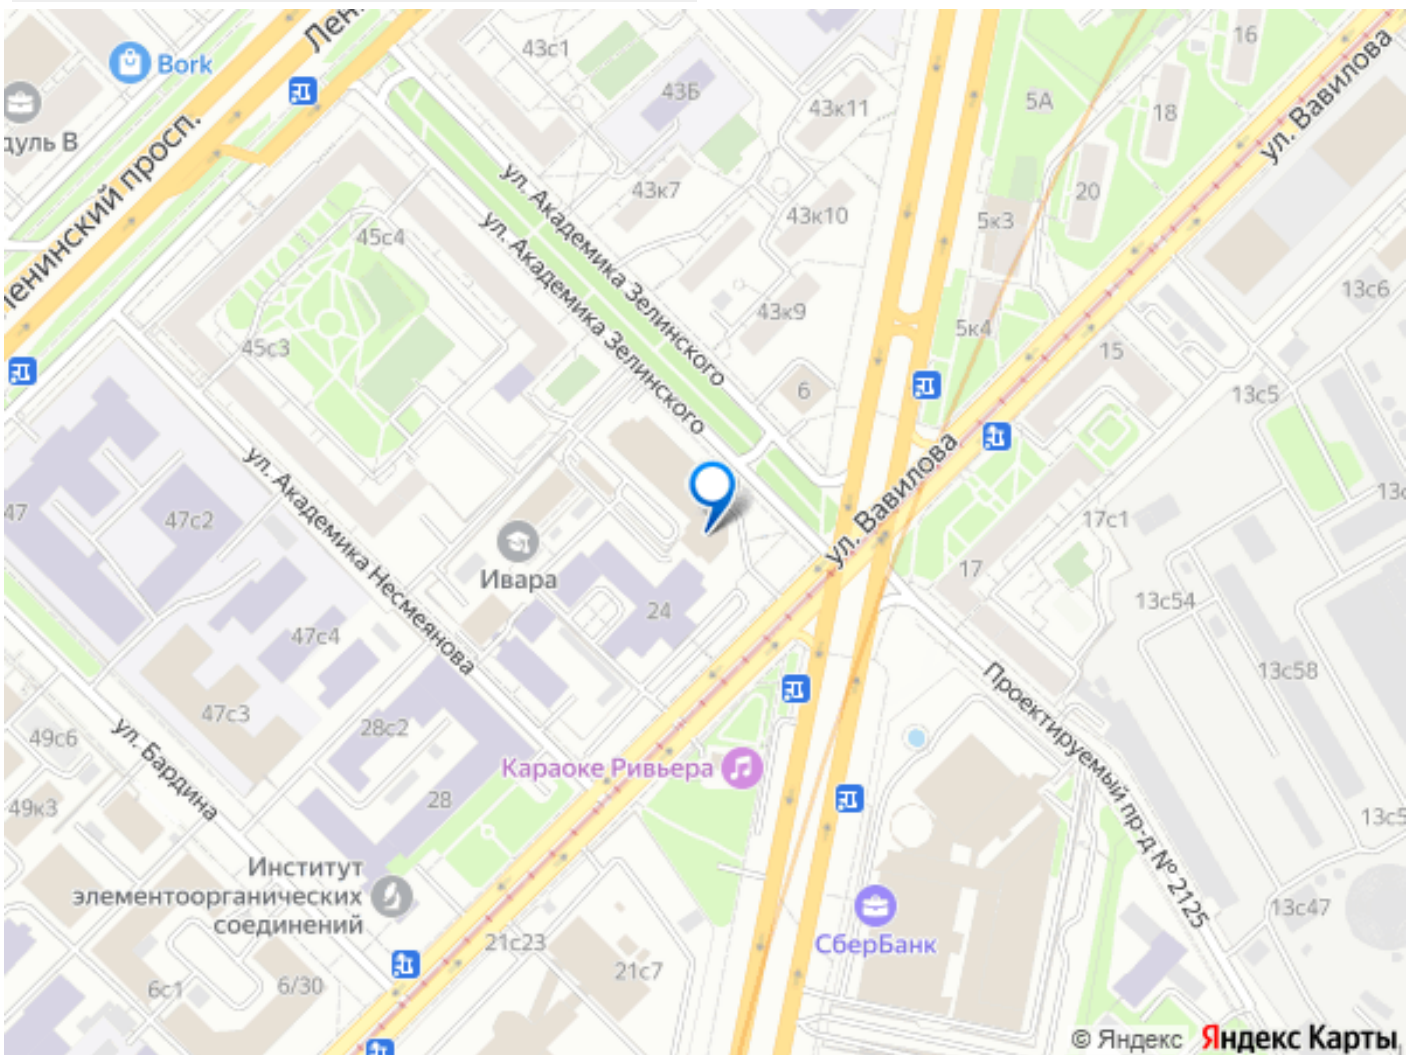 Лен
43с1
16
Bork
43Б
43к11
5А
18
ул. Вавилова
дуль В
43к7
20
ул. Академика Зелинского
43к10
5к3
ул. Академика Зелинского
45с4
Ленинский просп.
13с6
43к9
5к4
45с3
15
6
13с5
ул. Академика Несмеянова
ул. Вавилова
47
47с2
17с1
Ивара
17
24
13с54
47с4
13с58
Проектируемый пр-д № 2125
47с3
28с2
49с6
ул. Бардина
Караоке Ривьера
28
49к3
13с5
Институт
элементоорганических
соединений
13с47
21с23
СберБанк
21с7
6с1
6/30
© Яндекс Яндекс Карты